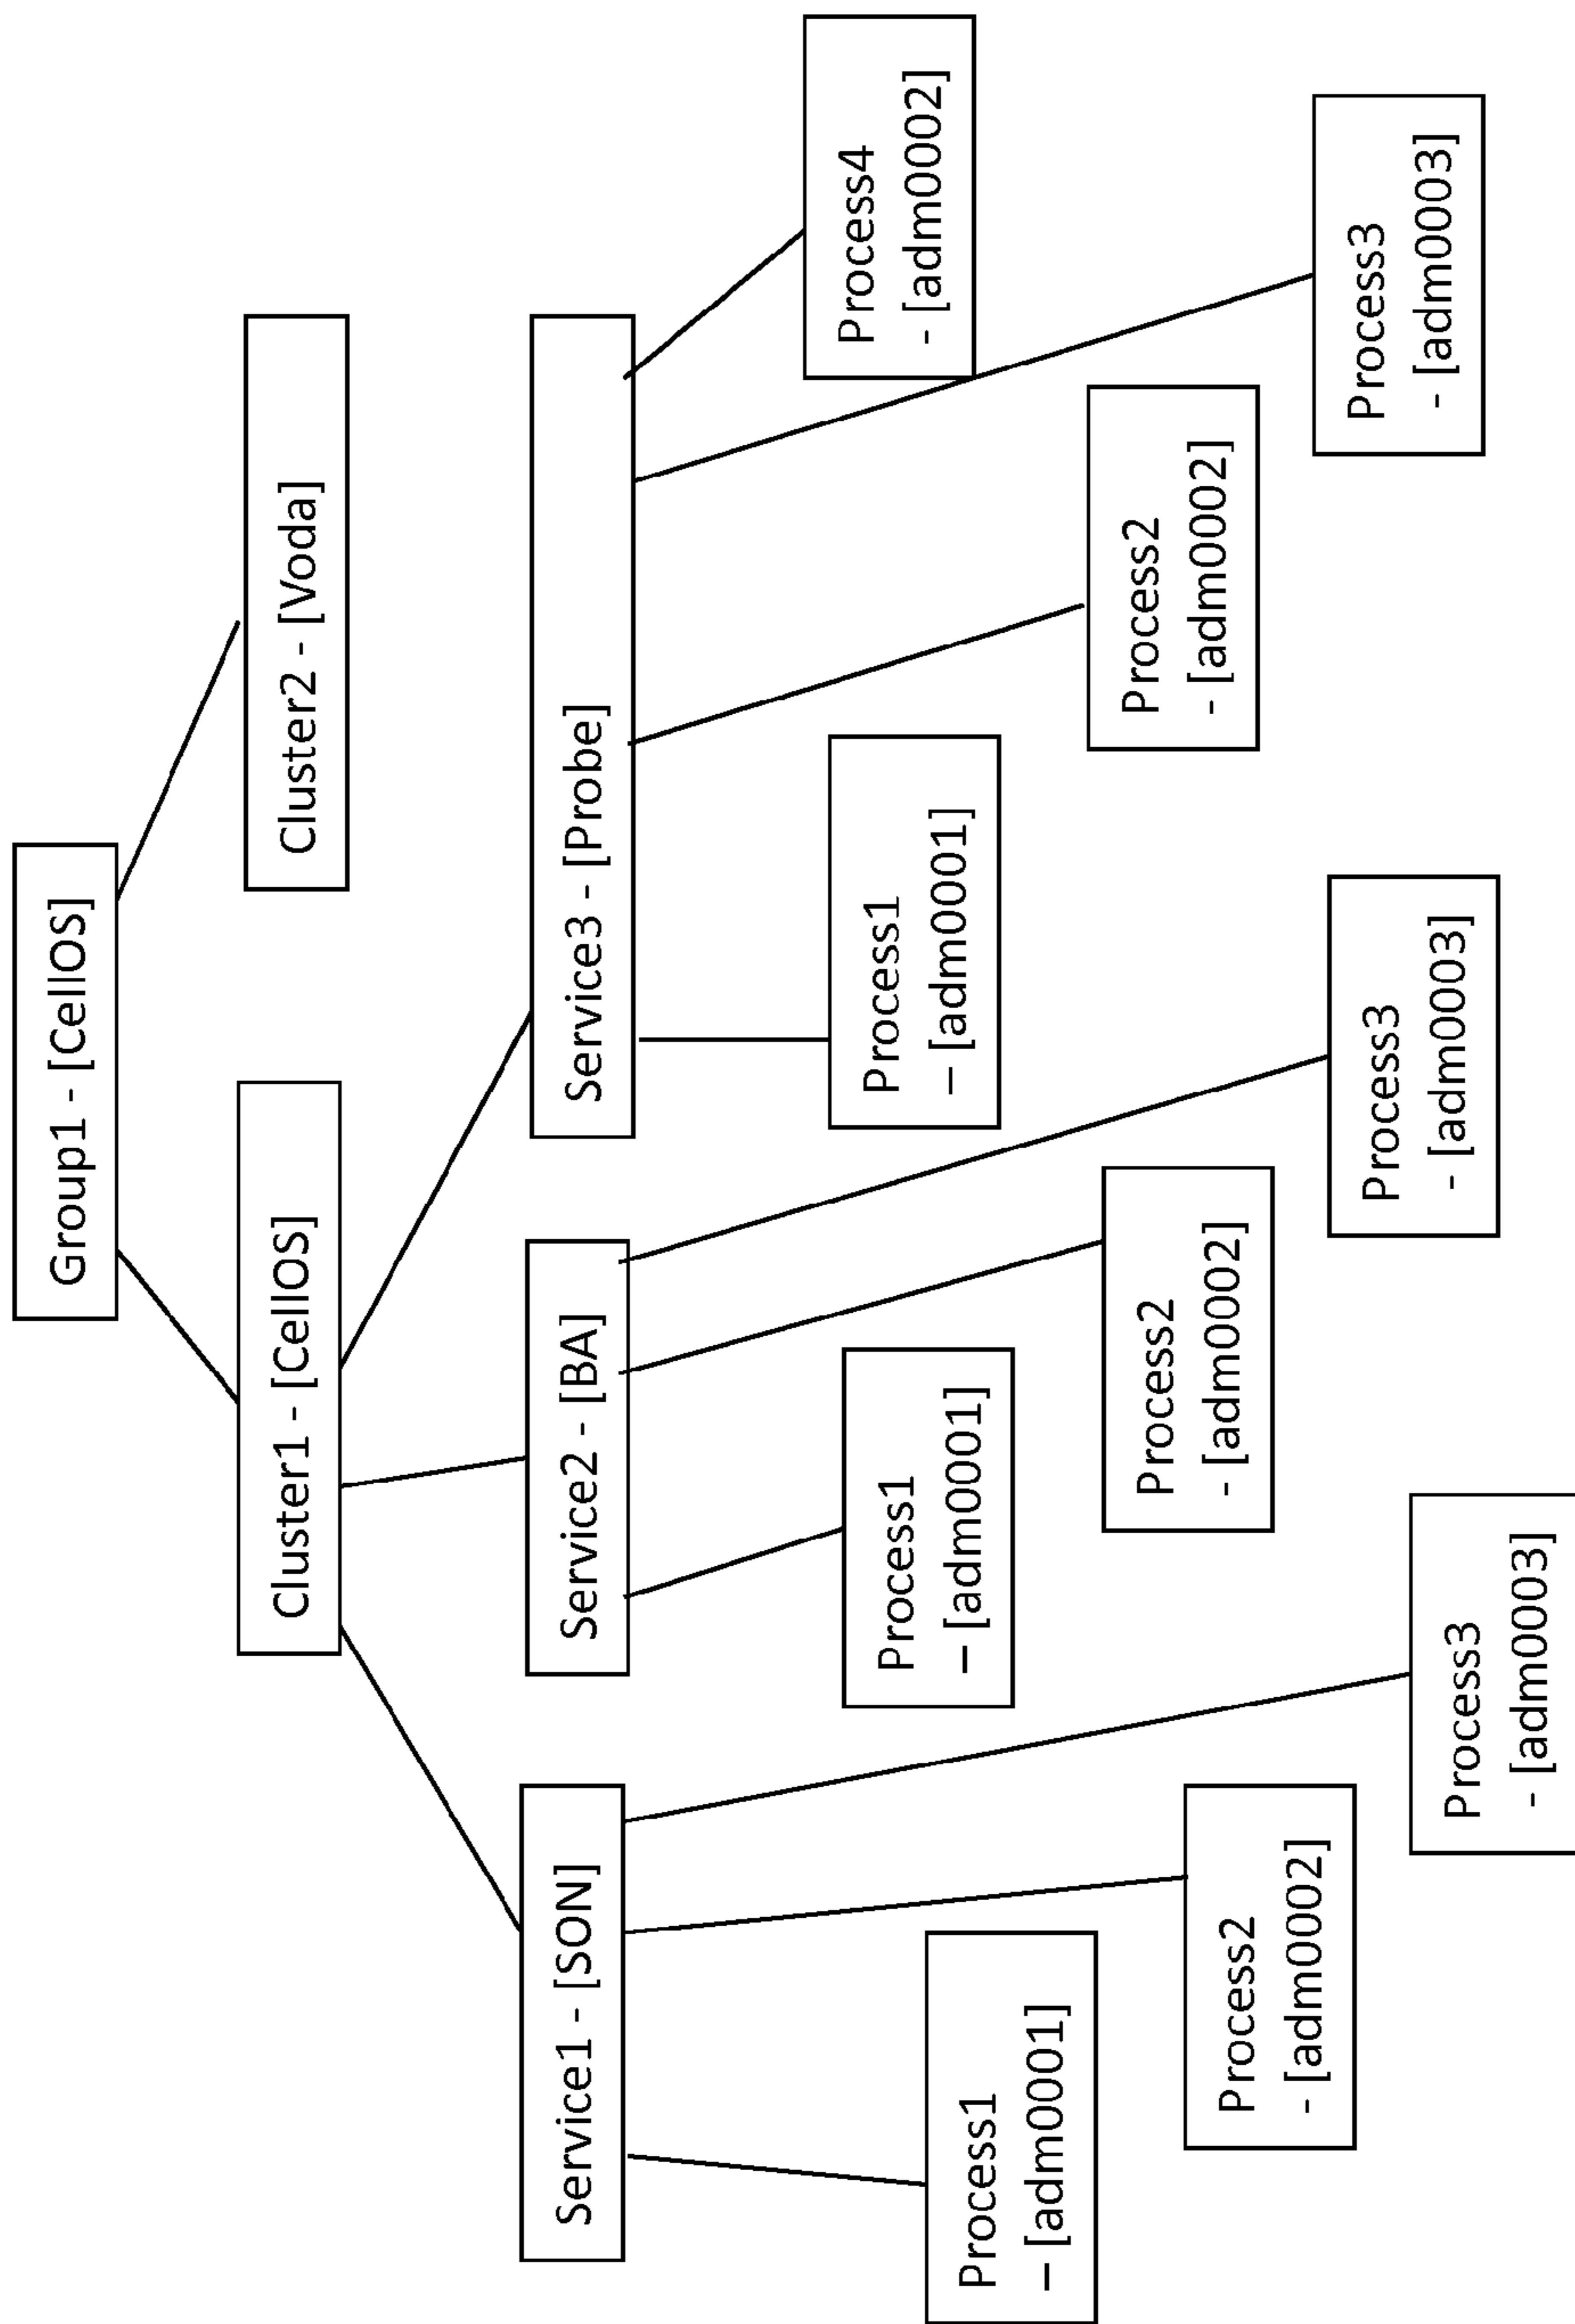 Group1 - [CellOS]
Cluster1 - [CellOS]
Cluster2 - [Voda]
Service1 - [SON]
Service2 - [BA]
Service3 - [Probe]
Process1
– [adm0001]
Process2
- [adm0002]
Process3
- [adm0003]
Process1
– [adm0001]
Process2
- [adm0002]
Process3
- [adm0003]
Process1
– [adm0001]
Process2
- [adm0002]
Process3
- [adm0003]
Process4
- [adm0002]